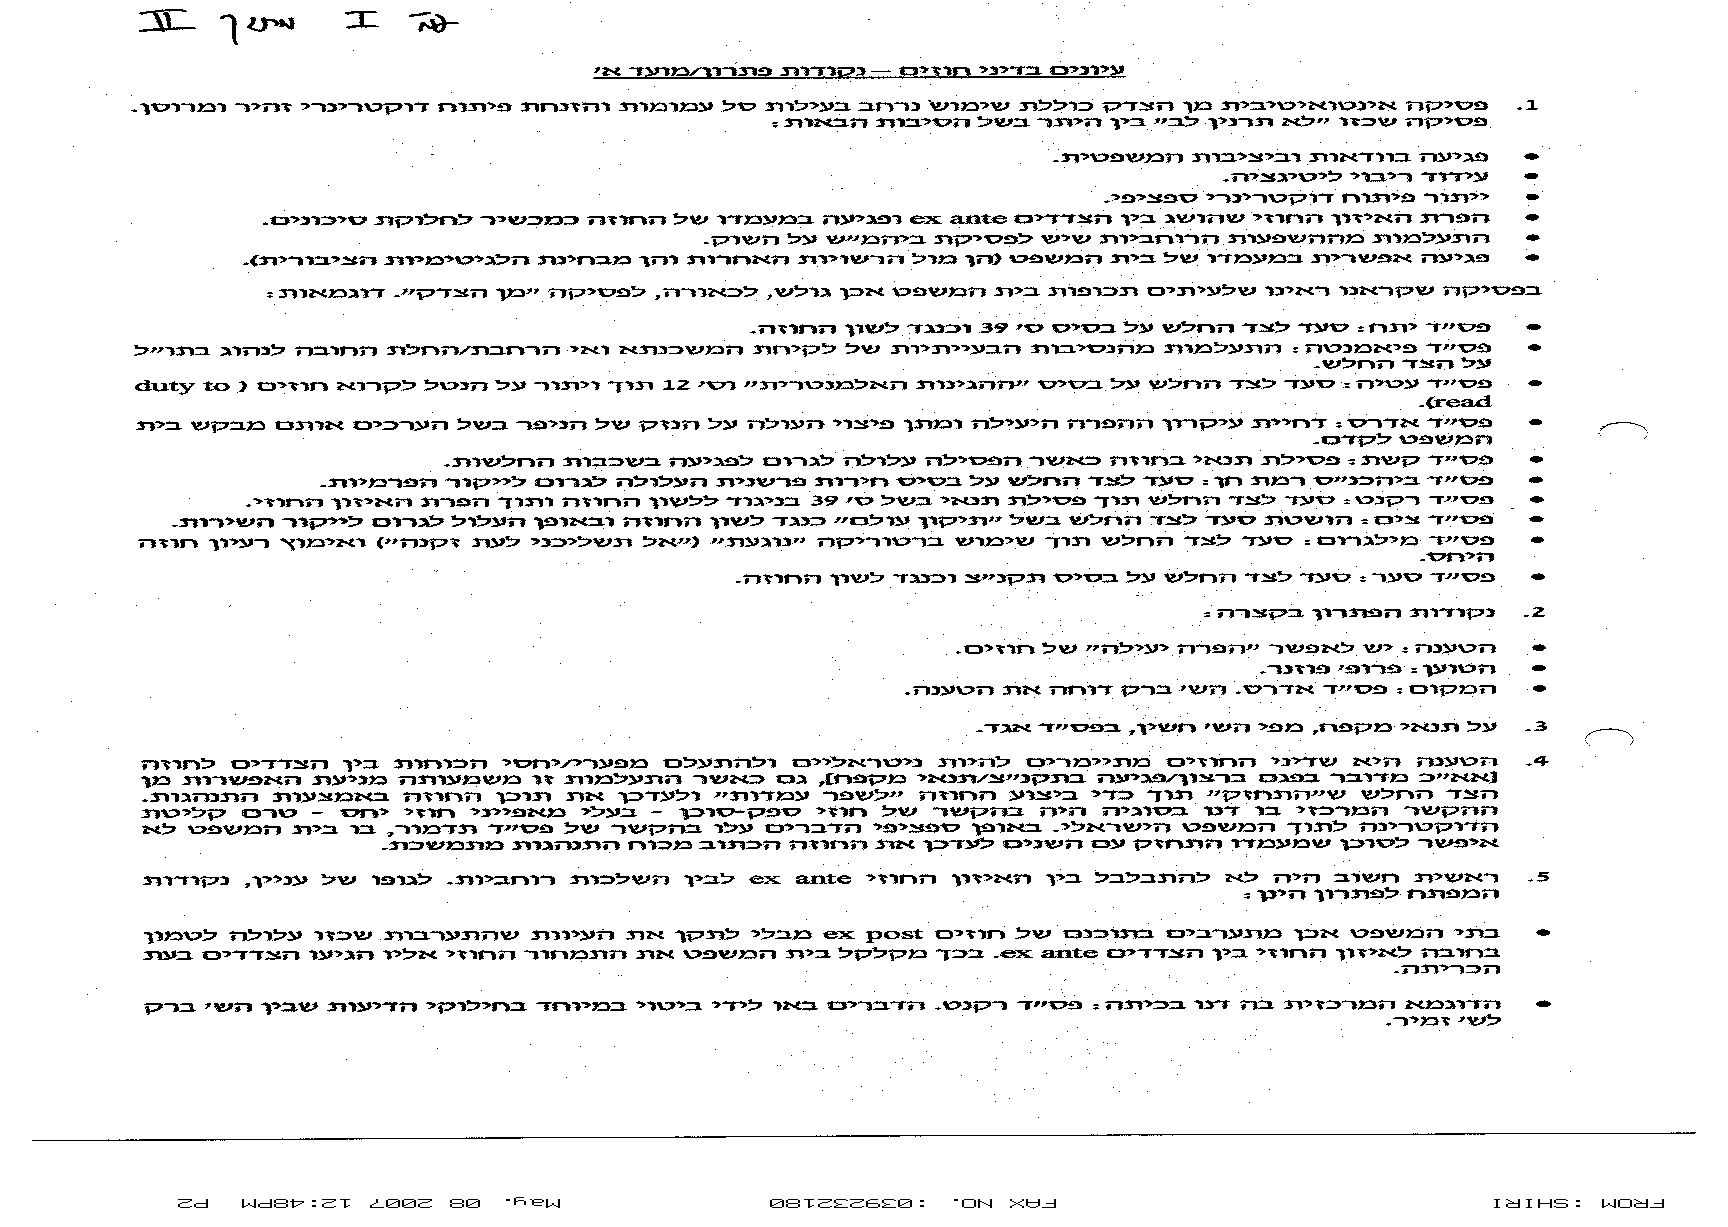 I מתוך II
עיונים בדיני חוזים – נקודות פתרון/מועד א'
1. פסיקה אינטואיטיבית מן הצדק כוללת שימוש נרחב בעילות סל עמומות והזנחת פיתוח דוקטרינרי זהיר ומרוסן.
פסיקה שכזו "לא תרנין לב" בין היתר בשל הסיבות הבאות:
• פגיעה בוודאות וביציבות המשפטית.
• עידוד ריבוי ליטיגציה.
• ייתור פיתוח דוקטרינרי ספציפי.
• הפרת האיזון החוזי שהושג בין הצדדים ex ante ופגיעה במעמדו של החוזה כמכשיר לחלוקת סיכונים.
• התעלמות מההשפעות הרוחביות שיש לפסיקת ביהמ"ש על השוק.
• פגיעה אפשרית במעמדו של בית המשפט (הן מול הרשויות האחרות והן מבחינת הלגיטימיות הציבורית).
בפסיקה שקראנו ראינו שלעיתים תכופות בית המשפט אכן גולש, לכאורה, לפסיקה "מן הצדק". דוגמאות:
• פס"ד יתח: סעד לצד החלש על בסיס ס' 39 וכנגד לשון החוזה.
• פס"ד פיאמנטה: התעלמות מהנסיבות הבעייתיות של לקיחת המשכנתא ואי הרחבת/החלת החובה לנהוג בתו"ל
על הצד החלש.
• פס"ד עטיה: סעד לצד החלש על בסיס "ההגינות האלמנטרית" וס' 12 תוך ויתור על הנטל לקרוא חוזים (duty to
read).
• פס"ד אדרס: דחיית עיקרון ההפרה היעילה ומתן פיצוי העולה על הנזק של הניפר בשל הערכים אותם מבקש בית
המשפט לקדם.
• פס"ד קשת: פסילת תנאי בחוזה כאשר הפסילה עלולה לגרום לפגיעה בשכבות החלשות.
• פס"ד ביהכנ"ס רמת חן: סעד לצד החלש על בסיס חירות פרשנית העלולה לגרום לייקור הפרמיות.
• פס"ד רקנט: סעד לצד החלש תוך פסילת תנאי בשל ס' 39 בניגוד ללשון החוזה ותוך הפרת האיזון החוזי.
• פס"ד צים: הושטת סעד לצד החלש בשל "תיקון עולם" כנגד לשון החוזה ובאופן העלול לגרום לייקור השירות.
• פס"ד מילגרום: סעד לצד החלש תוך שימוש ברטוריקה "נוגעת" ("אל תשליכני לעת זקנה") ואימוץ רעיון חוזה
היחס.
• פס"ד סער: סעד לצד החלש על בסיס תקנ"צ וכנגד לשון החוזה.
2. נקודות הפתרון בקצרה:
• הטענה: יש לאפשר "הפרה יעילה" של חוזים.
• הטוען: פרופ' פוזנר.
• המקום: פס"ד אדרס. הש' ברק דוחה את הטענה.
3. על תנאי מקפח, מפי הש' חשין, בפס"ד אגד.
4. הטענה היא שדיני החוזים מתיימרים להיות ניטראליים ולהתעלם מפערי/יחסי הכוחות בין הצדדים לחוזה
[אא"כ מדובר בפגם ברצון/פגיעה בתקנ"צ/תנאי מקפח], גם כאשר התעלמות זו משמעותה מניעת האפשרות מן
הצד החלש ש"התחזק" תוך כדי ביצוע החוזה "לשפר עמדות" ולעדכן את תוכן החוזה באמצעות התנהגות.
ההקשר המרכזי בו דנו בסוגיה היה בהקשר של חוזי ספק-סוכן - בעלי מאפייני חוזי יחס - טרם קליטת
הדוקטרינה לתוך המשפט הישראלי. באופן ספציפי הדברים עלו בהקשר של פס"ד תדמור, בו בית המשפט לא
איפשר לסוכן שמעמדו התחזק עם השנים לעדכן את החוזה הכתוב מכוח התנהגות מתמשכת.
5. ראשית חשוב היה לא להתבלבל בין האיזון החוזי ex ante לבין השלכות רוחביות. לגופו של עניין, נקודות
המפתח לפתרון הינן:
• בתי המשפט אכן מתערבים בתוכנם של חוזים ex post מבלי לתקן את העיוות שהתערבות שכזו עלולה לטמון
בחובה לאיזון החוזי בין הצדדים ex ante. בכך מקלקל בית המשפט את התמחור החוזי אליו הגיעו הצדדים בעת
הכריתה.
• הדוגמא המרכזית בה דנו בכיתה: פס"ד רקנט. הדברים באו לידי ביטוי במיוחד בחילוקי הדיעות שבין הש' ברק
לש' זמיר.
FROM :SHIRI FAX NO. :039232180 May. 08 2007 12:48PM P2